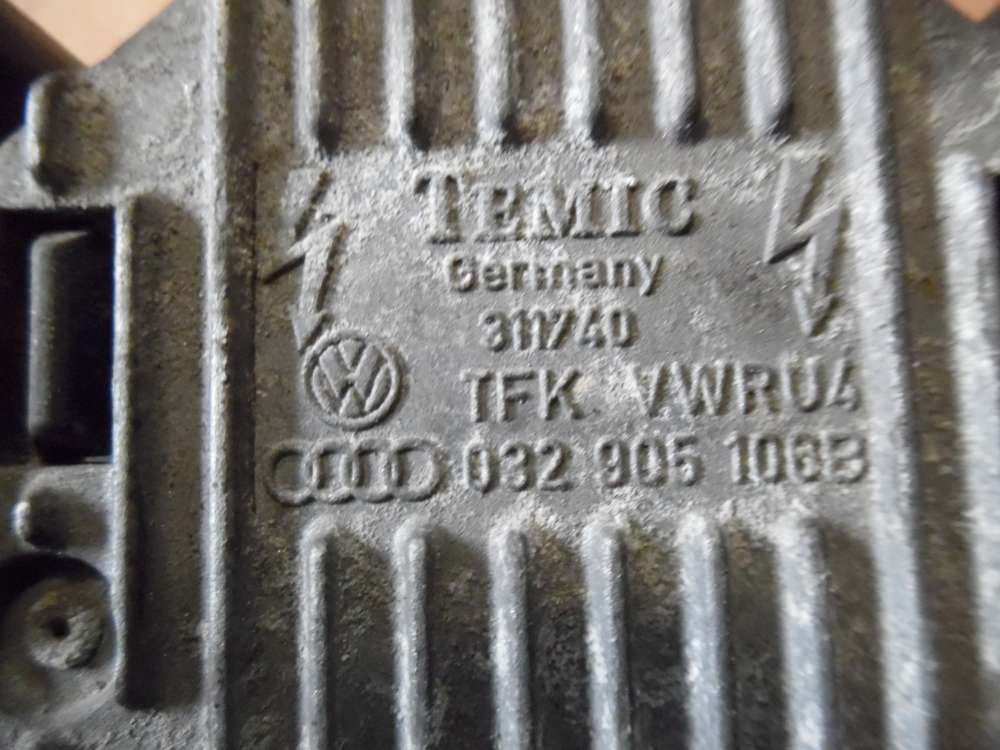 TEMIC
Germany
311740
TFK VWRU4
032 905 106B